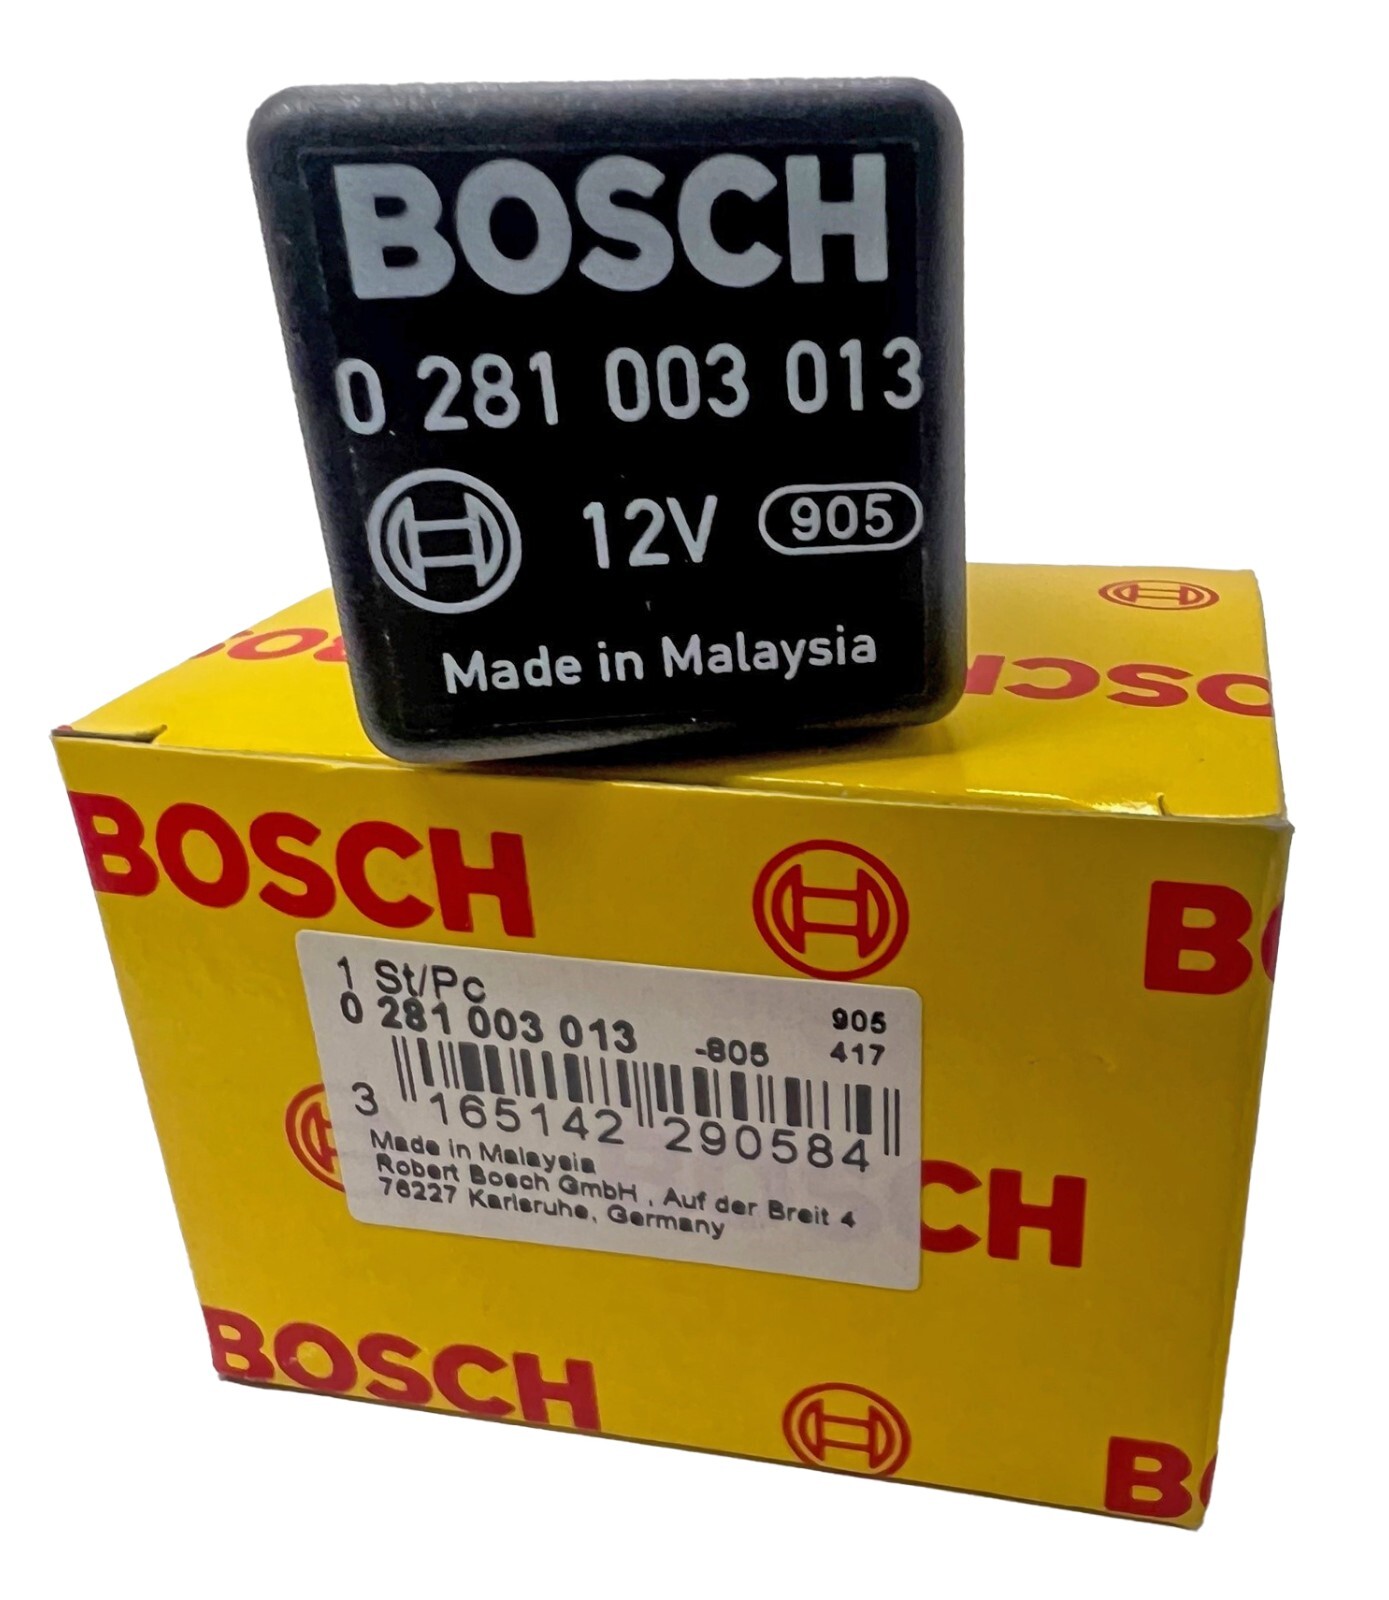 BOSCH
0 281 003 013
12V 905
Made in Malaysia
BOSCH
BOSCH
1 St/Pc
0 281 003 013 -805 905
417
3 165142 290584
Made in Malaysia
Robert Bosch GmbH , Auf der Breit 4
76227 Karlsruhe, Germany
BOSCH